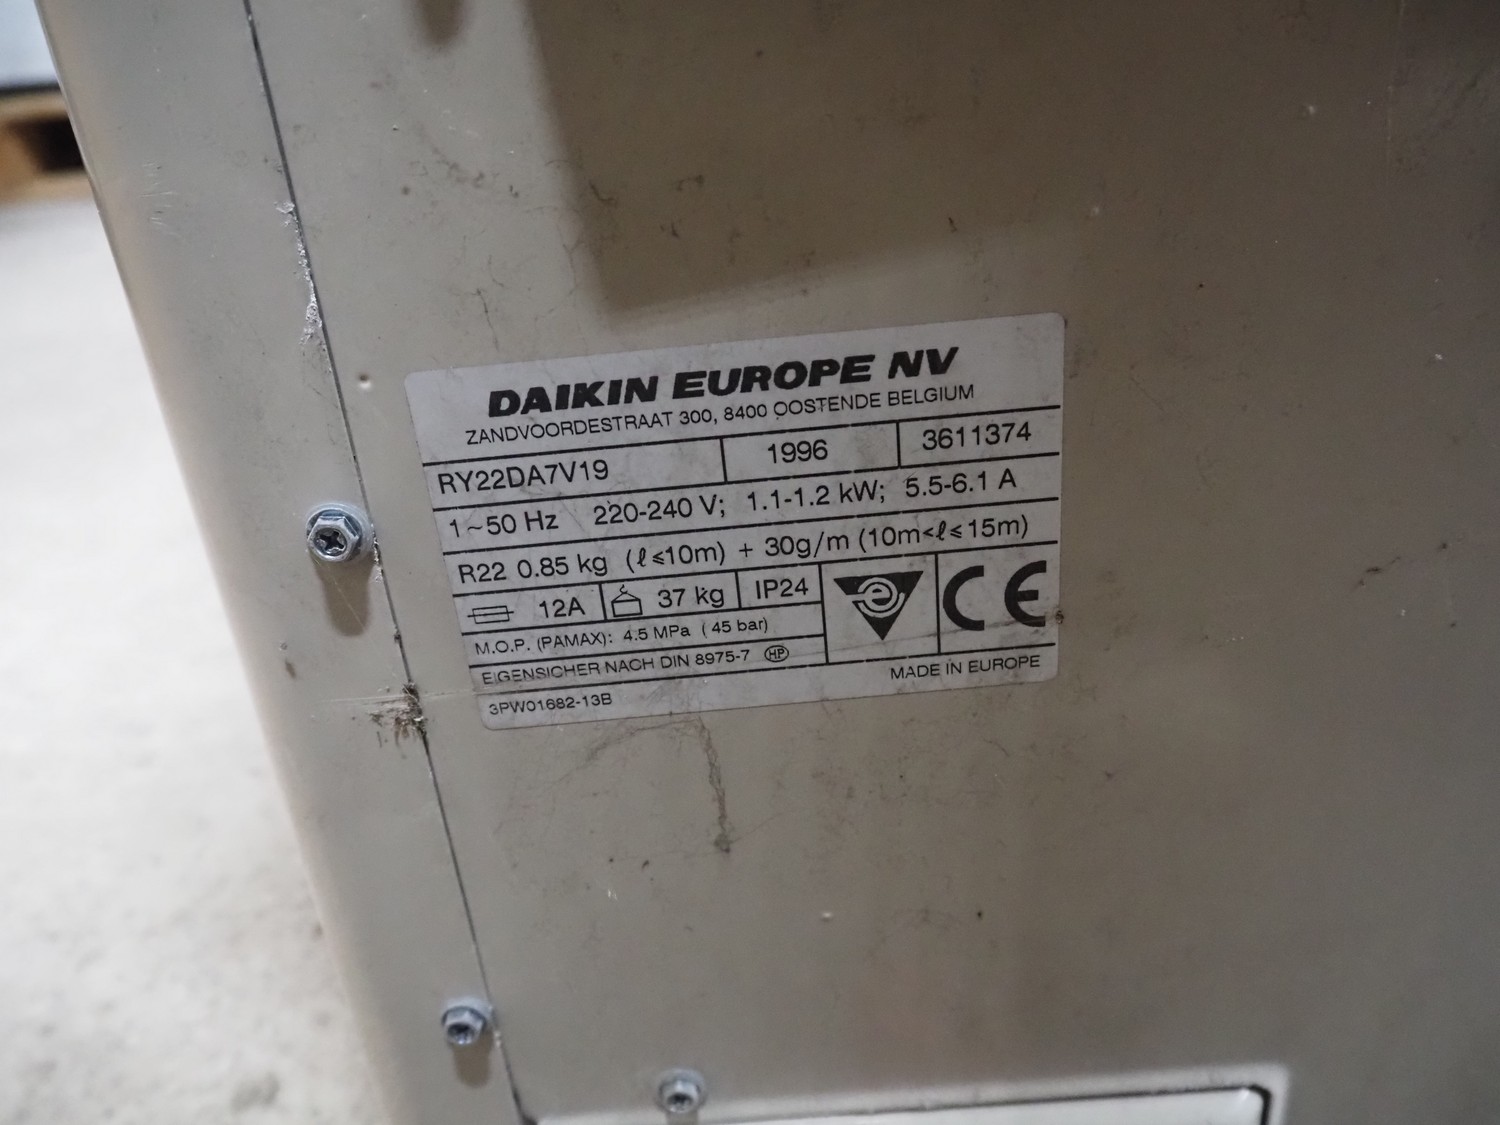 DAIKIN EUROPE NV
ZANDVOORDESTRAAT 300, 8400 OOSTENDE BELGIUM
RY22DA7V19 1996 3611374
1~50 Hz 220-240 V; 1.1-1.2 kW; 5.5-6.1 A
R22 0.85 kg (ℓ≤10m) + 30g/m (10m<ℓ≤15m)
12A 37 kg IP24
M.O.P. (PAMAX): 4.5 MPa (45 bar)
EIGENSICHER NACH DIN 8975-7 HP
e CE
3PW01682-13B MADE IN EUROPE